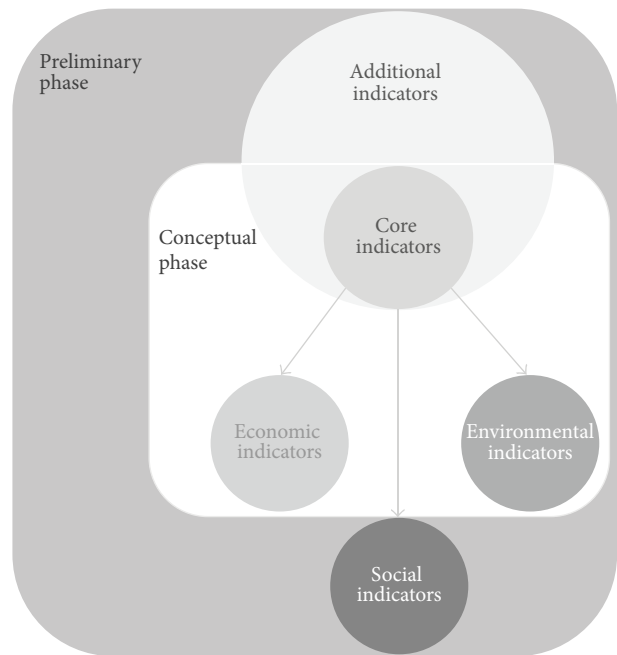 Preliminary
phase
Additional
indicators
Core
indicators
Conceptual
phase
Economic
indicators
Environmental
indicators
Social
indicators